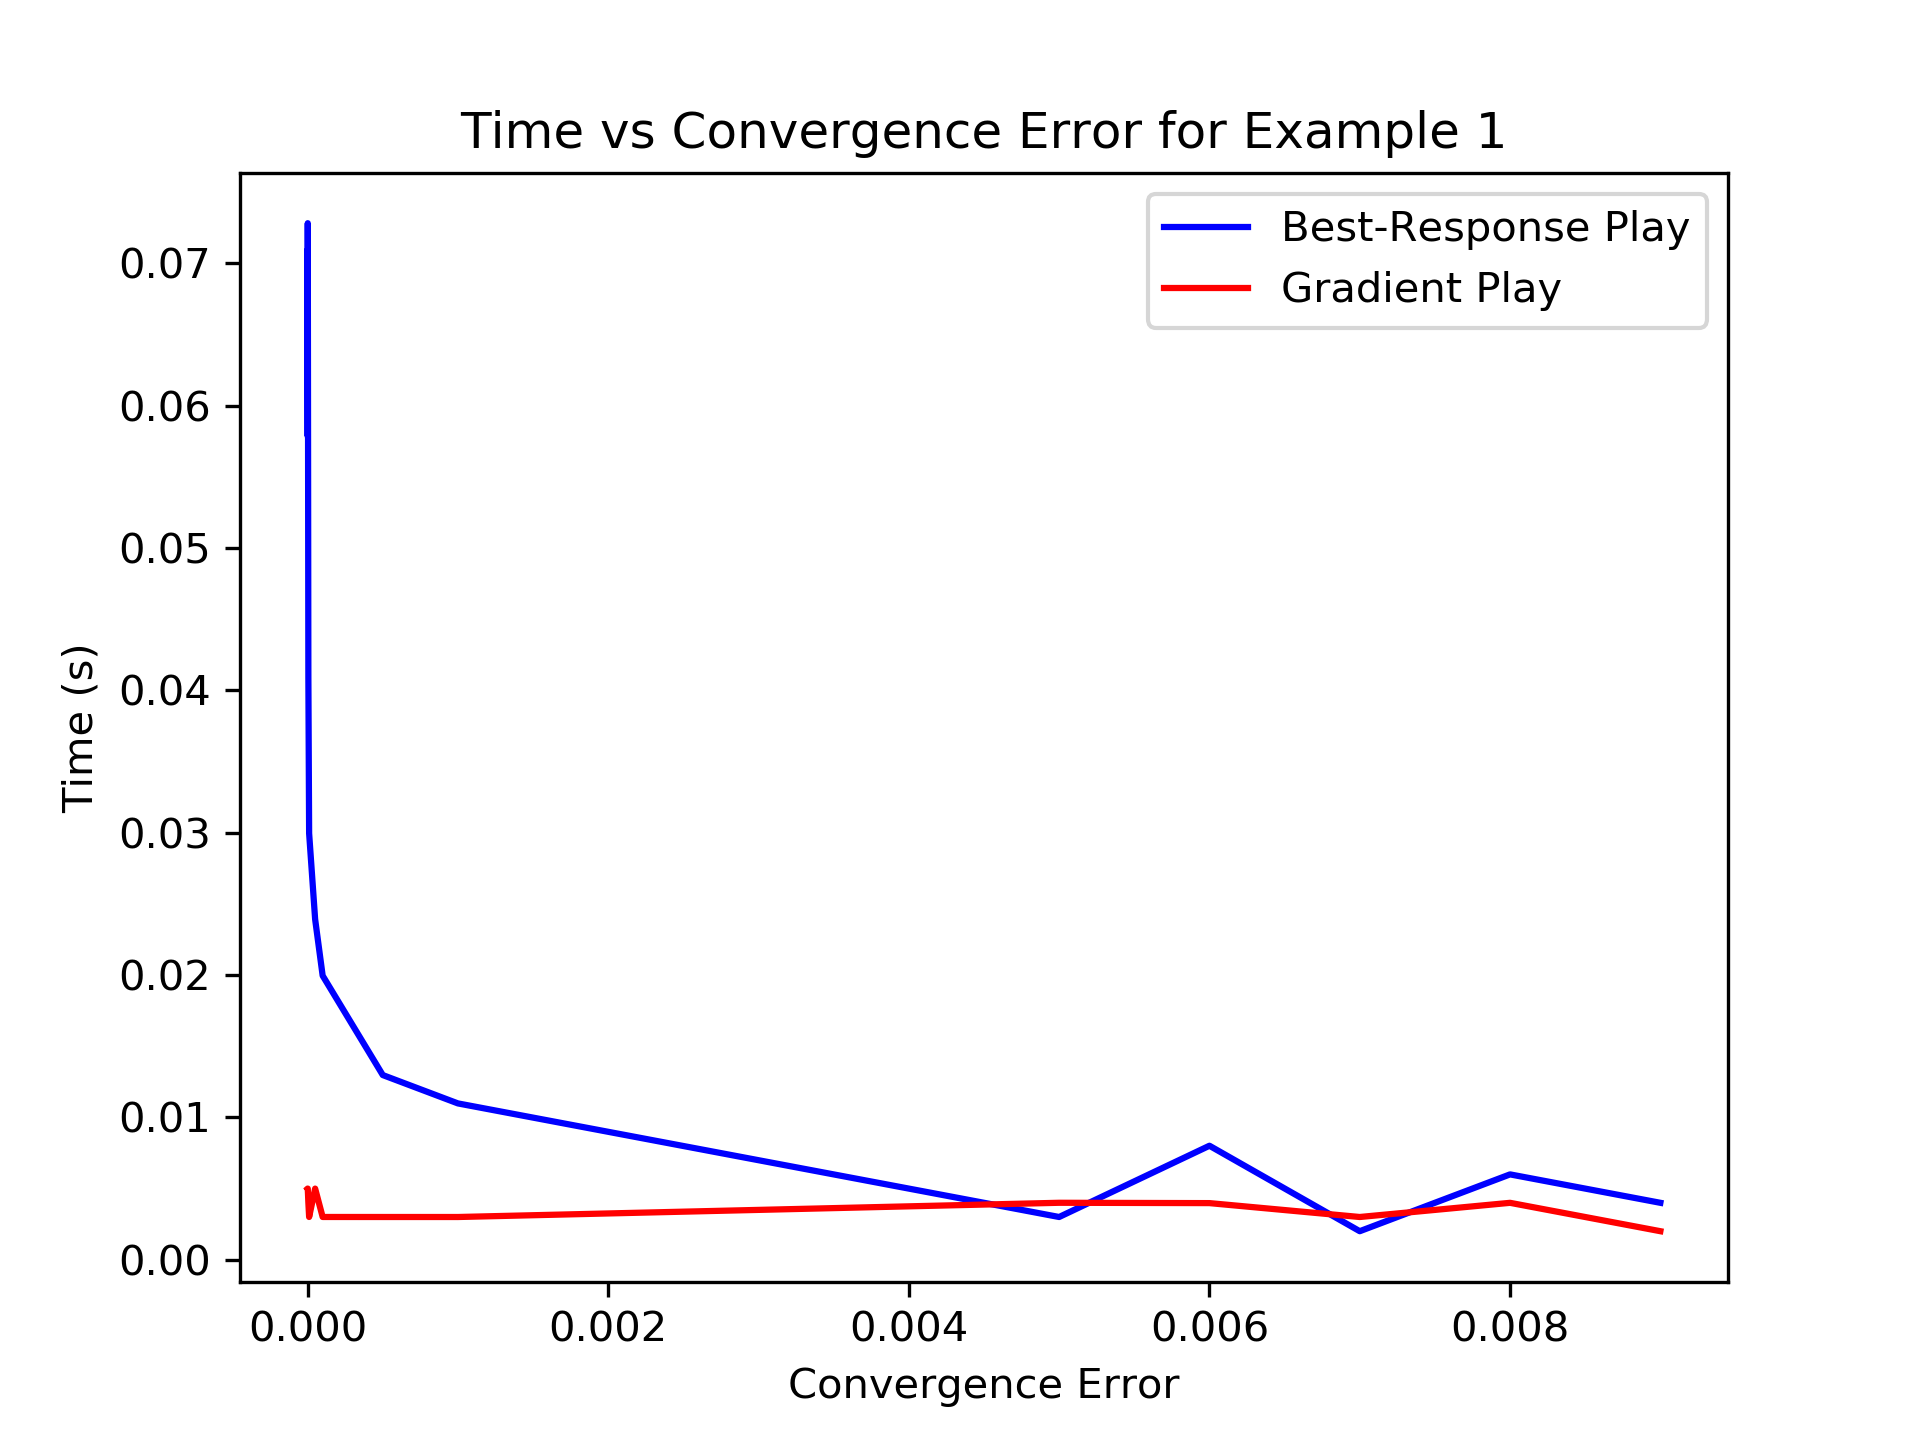 Time vs Convergence Error for Example 1
Best-Response Play
Gradient Play
0.07
0.06
0.05
0.04
0.03
0.02
0.01
0.00
Time (s)
0.000 0.002 0.004 0.006 0.008
Convergence Error